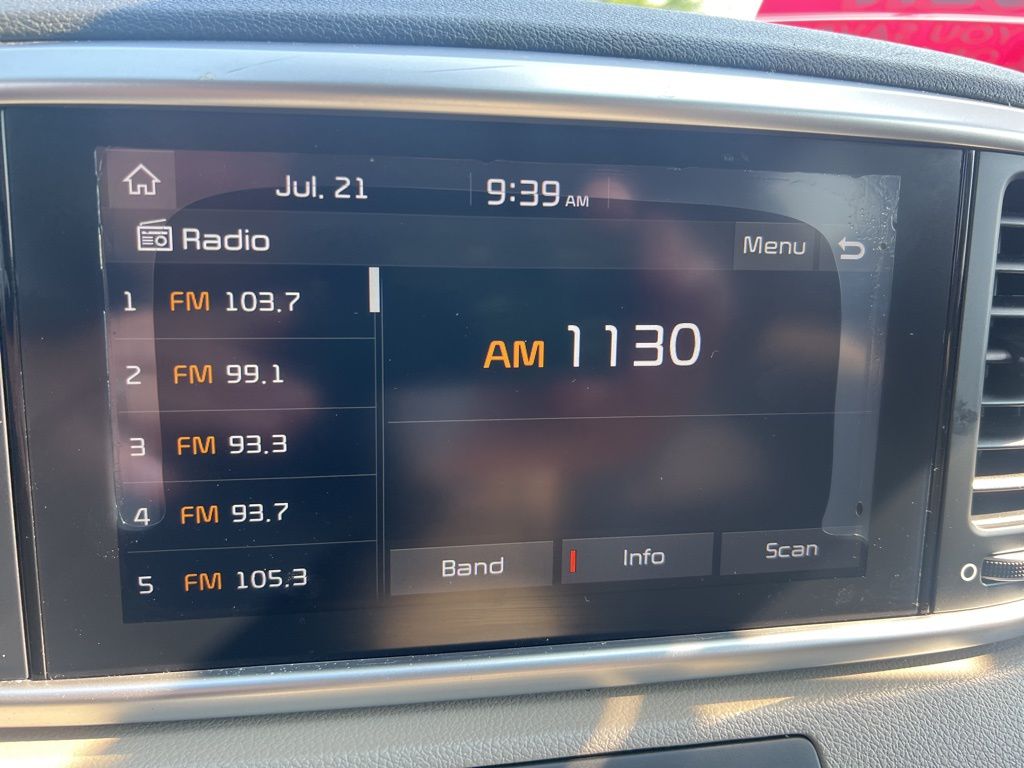 Jul. 21 9:39 AM
Radio Menu
1 FM 103.7
2 FM 99.1
3 FM 93.3
4 FM 93.7
5 FM 105.3
AM 1130
Band Info Scan